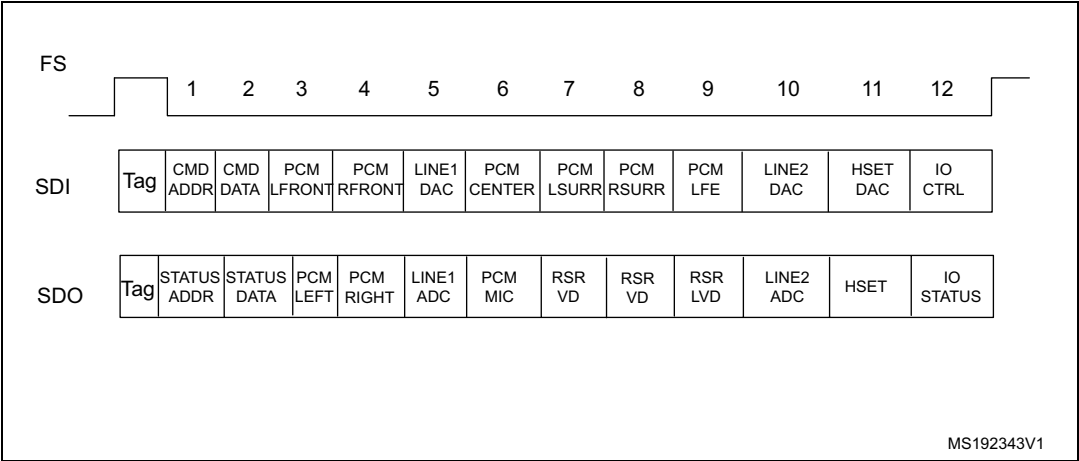 FS
1 2 3 4 5 6 7 8 9 10 11 12
SDI
Tag CMD ADDR CMD DATA PCM LFRONT PCM RFRONT LINE1 DAC PCM CENTER PCM LSURR PCM RSURR PCM LFE LINE2 DAC HSET DAC IO CTRL
SDO
Tag STATUS ADDR STATUS DATA PCM LEFT PCM RIGHT LINE1 ADC PCM MIC RSR VD RSR VD RSR LVD LINE2 ADC HSET IO STATUS
MS192343V1